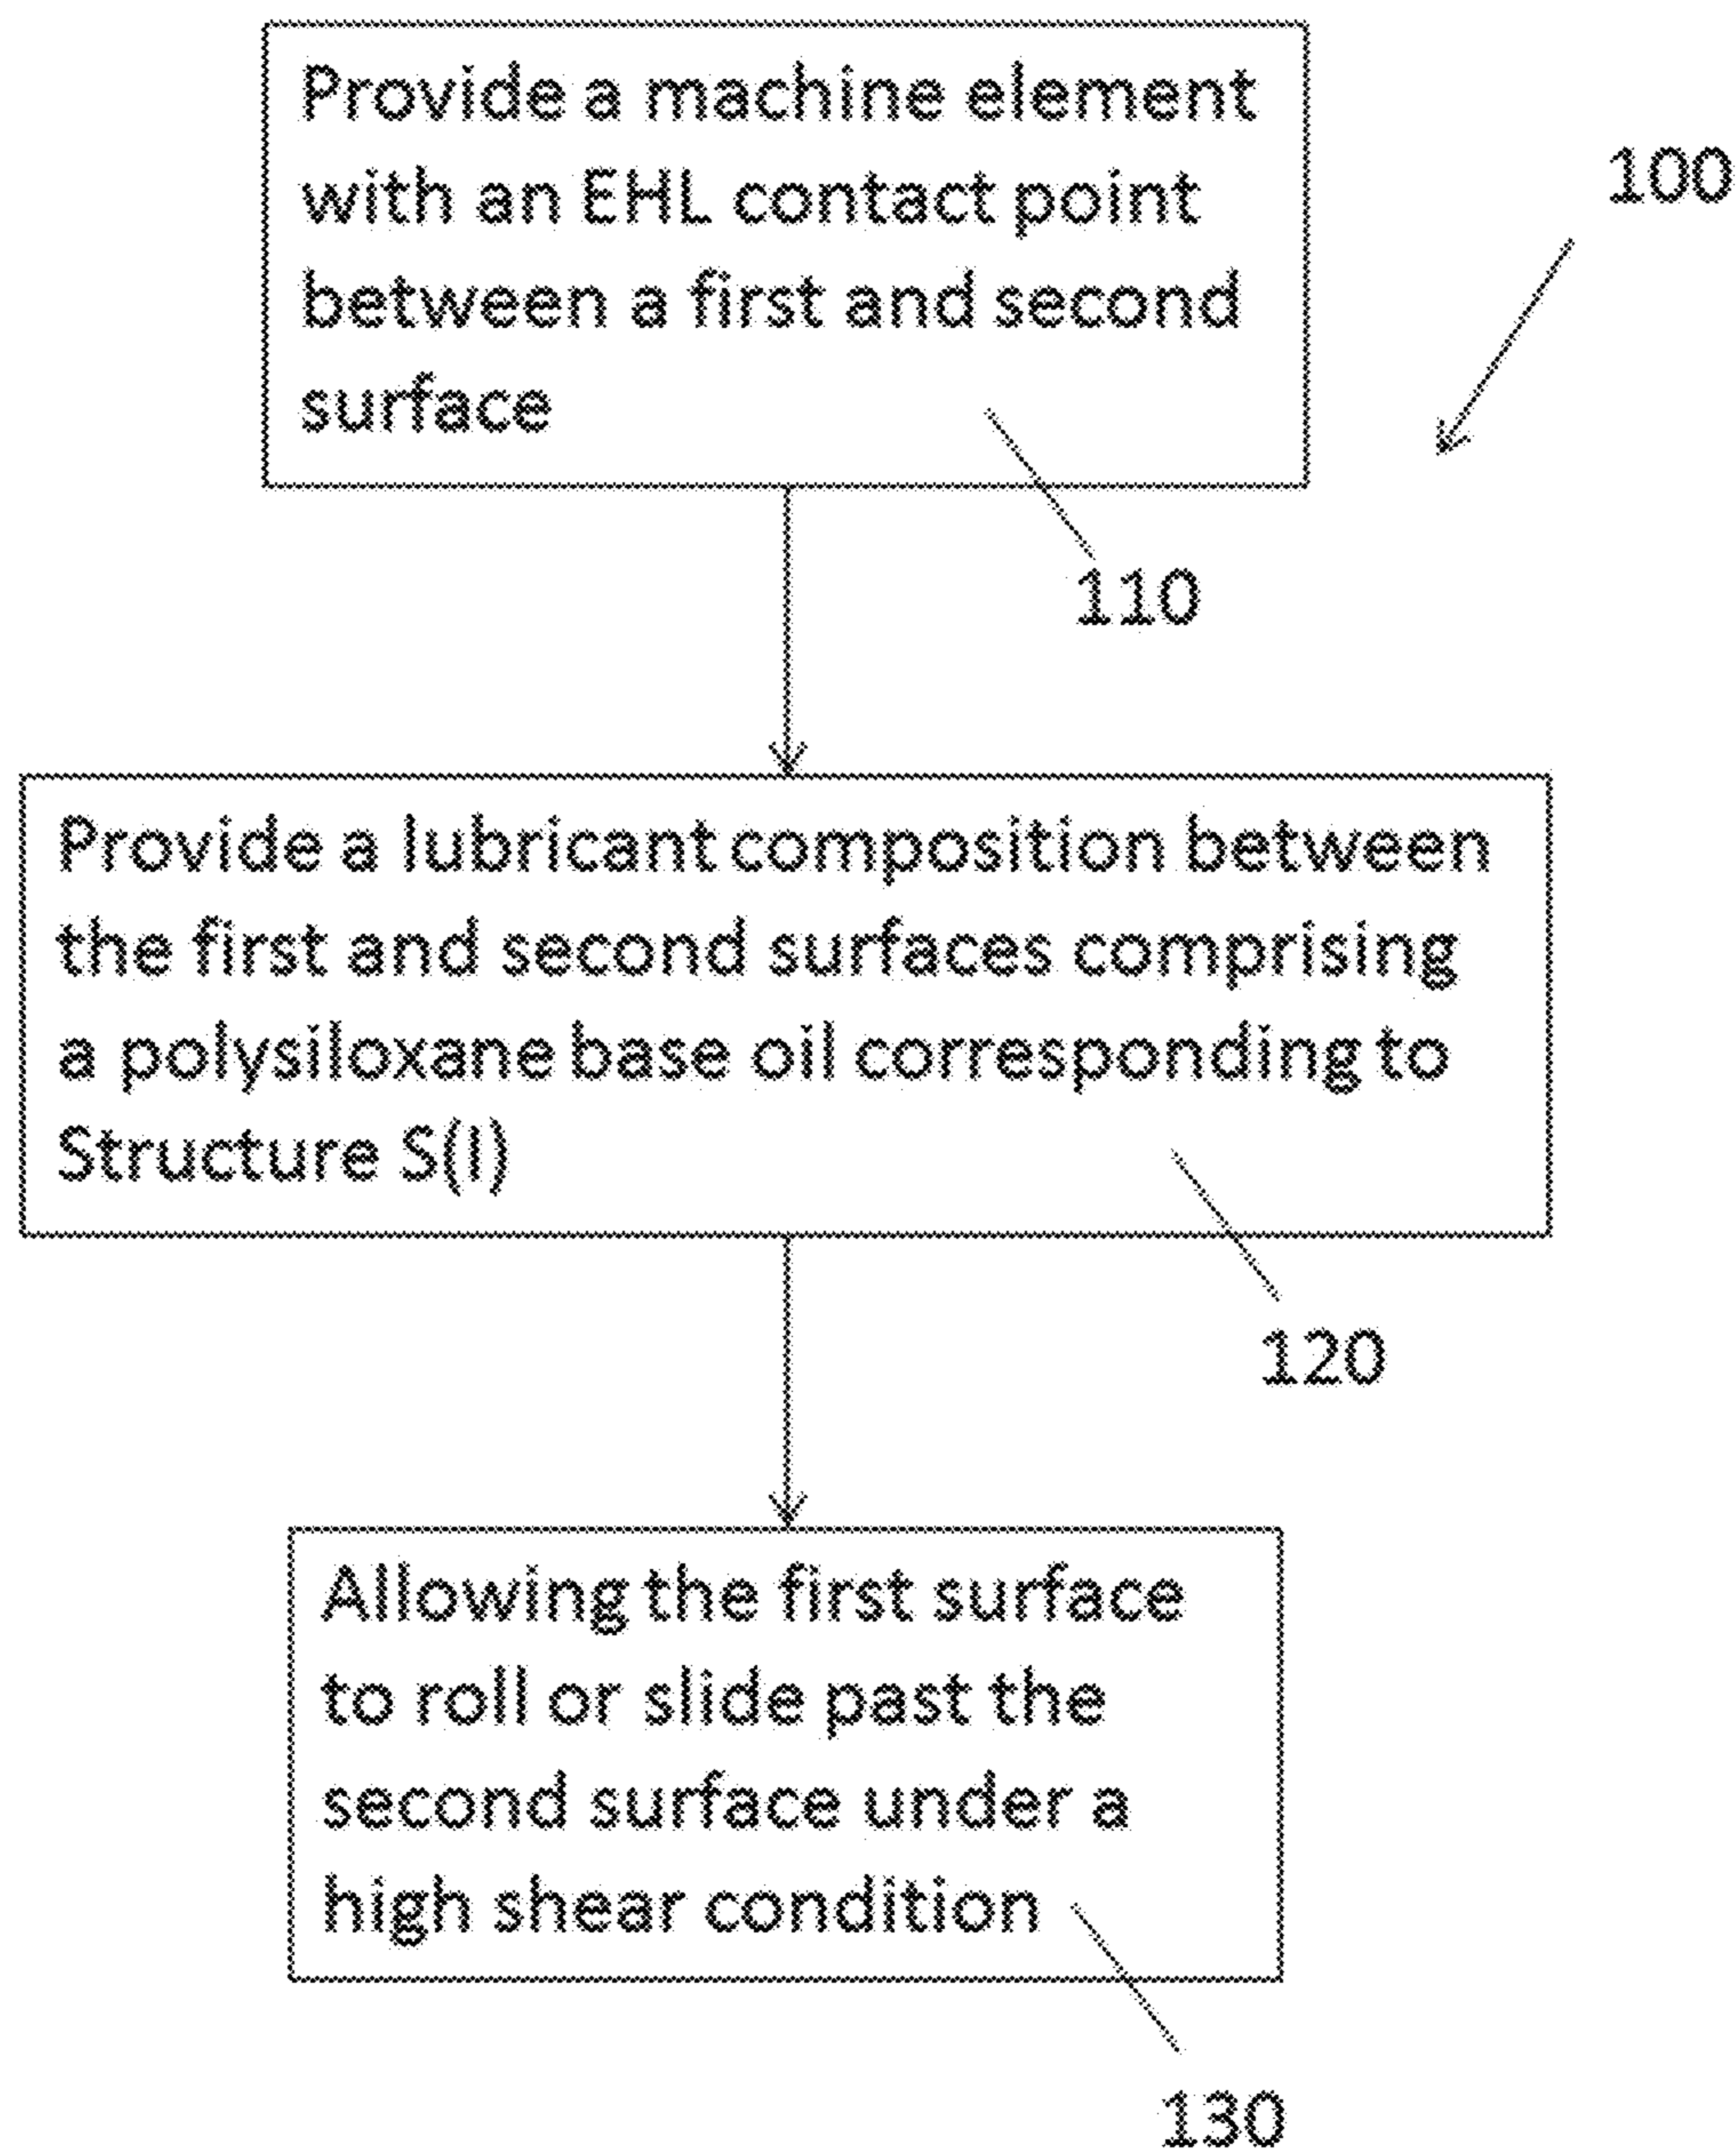 Provide a machine element
with an EHL contact point
between a first and second
surface
100
110
Provide a lubricant composition between
the first and second surfaces comprising
a polysiloxane base oil corresponding to
Structure S(I)
120
Allowing the first surface
to roll or slide past the
second surface under a
high shear condition
130